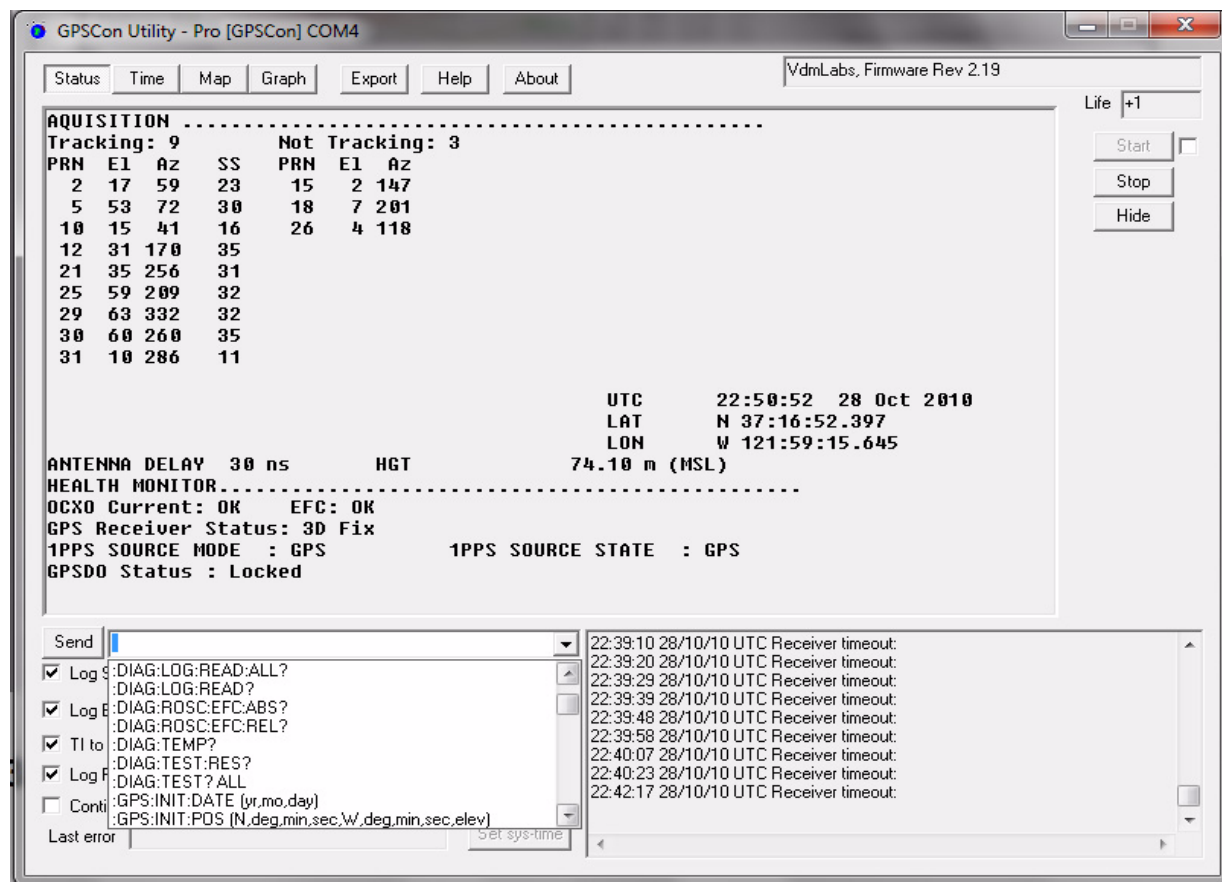 GPSCon Utility - Pro [GPSCon] COM4
Status Time Map Graph Export Help About
VdmLabs, Firmware Rev 2.19
Life +1
Start
Stop
Hide
AQUISITION ......................................................
Tracking: 9 Not Tracking: 3
PRN El Az SS PRN El Az
2 17 59 23 15 2 147
5 53 72 30 18 7 201
10 15 41 16 26 4 118
12 31 170 35
21 35 256 31
25 59 209 32
29 63 332 32
30 60 260 35
31 10 286 11
UTC 22:50:52 28 Oct 2010
LAT N 37:16:52.397
LON W 121:59:15.645
ANTENNA DELAY 30 ns HGT 74.10 m (MSL)
HEALTH MONITOR......................................................
OCXO Current: OK EFC: OK
GPS Receiver Status: 3D Fix
1PPS SOURCE MODE : GPS 1PPS SOURCE STATE : GPS
GPSDO Status : Locked
Send
:DIAG:LOG:READ:ALL?
:DIAG:LOG:READ?
:DIAG:ROSC:EFC:ABS?
:DIAG:ROSC:EFC:REL?
:DIAG:TEMP?
:DIAG:TEST:RES?
:DIAG:TEST? ALL
:GPS:INIT:DATE (yr,mo,day)
:GPS:INIT:POS (N,deg,min,sec,W,deg,min,sec,elev)
Log
Log
TI to
Log
Conti
Last error
Set sys-time
22:39:10 28/10/10 UTC Receiver timeout:
22:39:20 28/10/10 UTC Receiver timeout:
22:39:29 28/10/10 UTC Receiver timeout:
22:39:39 28/10/10 UTC Receiver timeout:
22:39:48 28/10/10 UTC Receiver timeout:
22:39:58 28/10/10 UTC Receiver timeout:
22:40:07 28/10/10 UTC Receiver timeout:
22:40:23 28/10/10 UTC Receiver timeout:
22:42:17 28/10/10 UTC Receiver timeout: